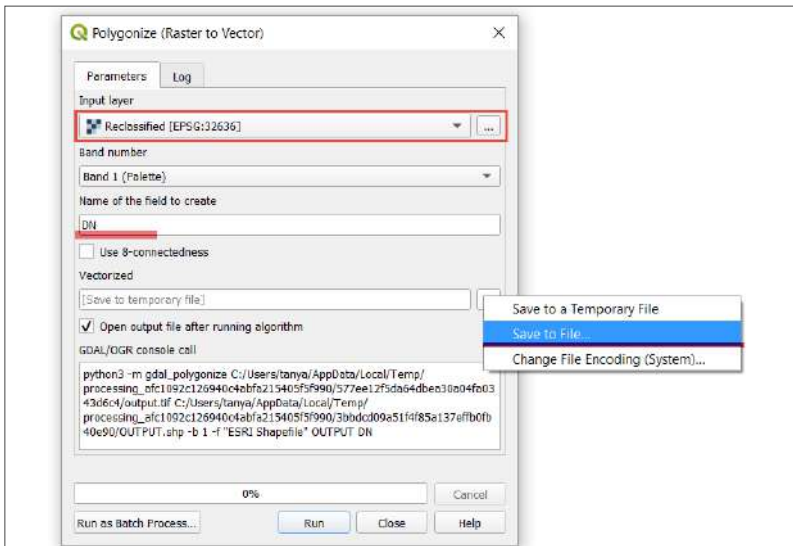 Polygonize (Raster to Vector)
Parameters Log
Input layer
Reclassified [EPSG:32636]
...
Band number
Band 1 (Palette)
Name of the field to create
DN
Use 8-connectedness
Vectorized
[Save to temporary file]
Save to a Temporary File
Save to File...
Change File Encoding (System)...
Open output file after running algorithm
GDAL/OGR console call
python3 -m gdal_polygonize C:/Users/tanya/AppData/Local/Temp/
processing_afc1092c126940c4abfa215405f5f990/577ee12f5da64dbea30a04fa03
43d6c4/output.tif C:/Users/tanya/AppData/Local/Temp/
processing_afc1092c126940c4abfa215405f5f990/3bbdcd09a51f4f85a137effb0fb
40e90/OUTPUT.shp -b 1 -f "ESRI Shapefile" OUTPUT DN
0%
Cancel
Run as Batch Process...
Run
Close
Help